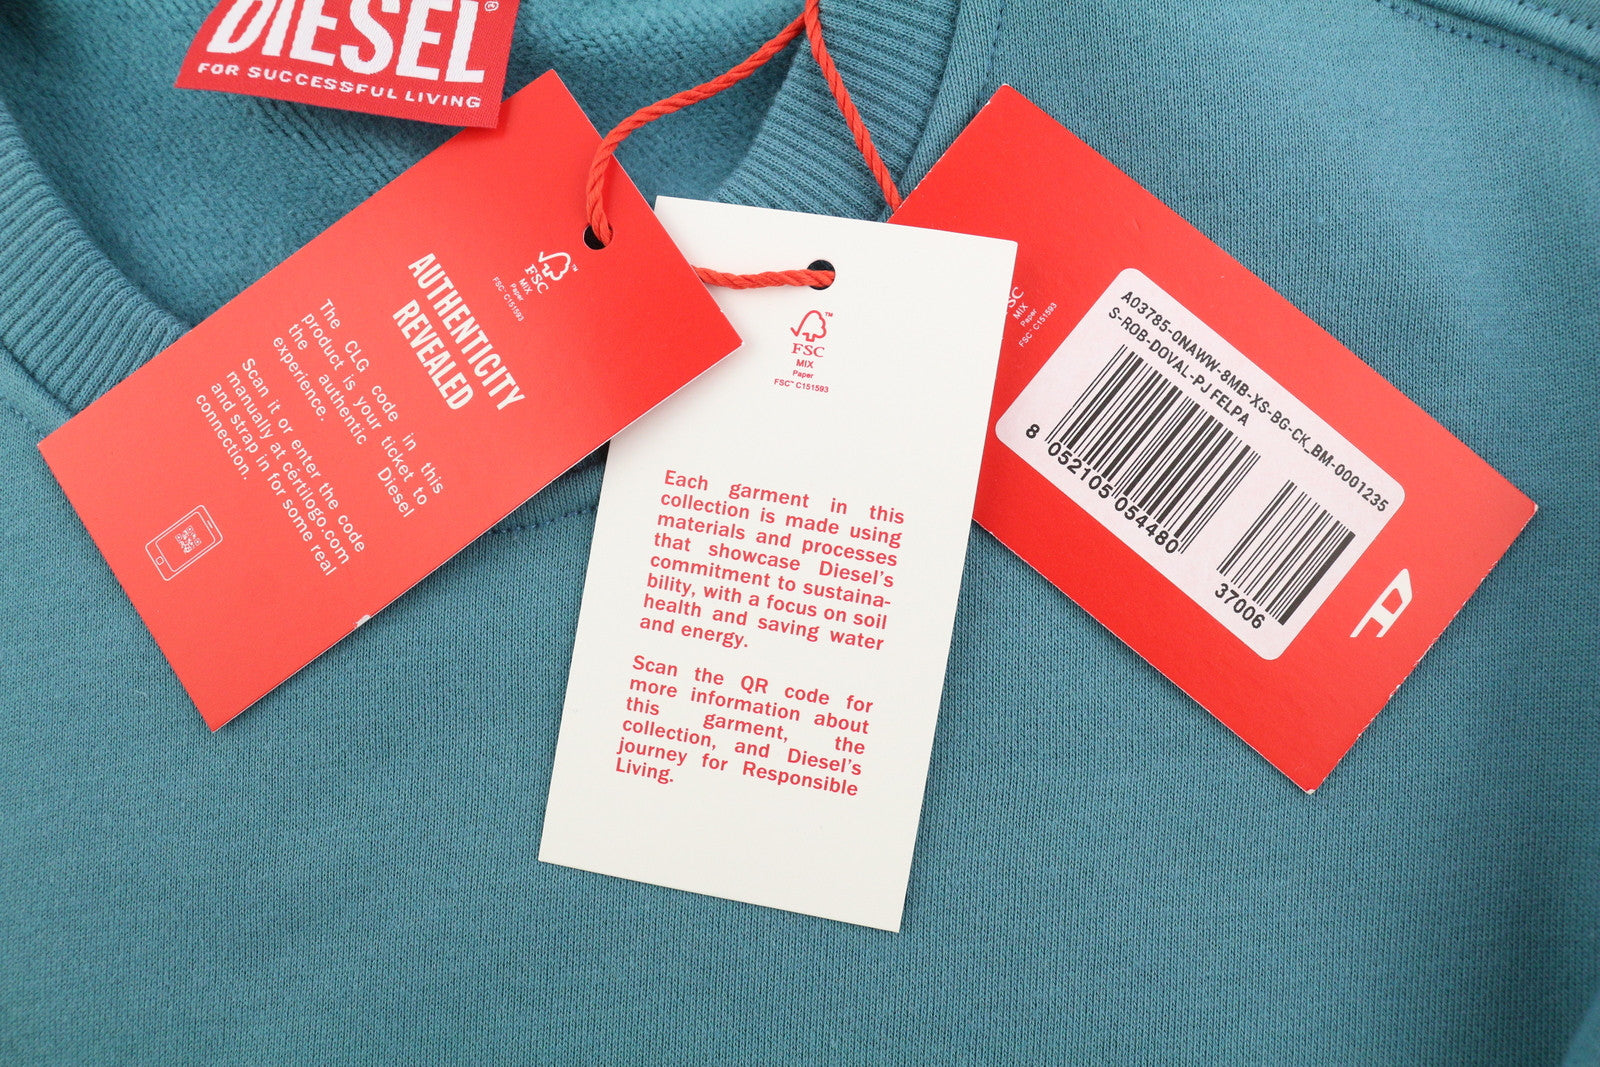 DIESEL®
FOR SUCCESSFUL LIVING
FSC™
MIX
Paper
FSC™ C151593
AUTHENTICITY
REVEALED
The CLG code in this
product is your ticket to
the authentic Diesel
experience.
Scan it or enter the code
manually at certilogo.com
and strap in for some real
connection.
FSC
MIX
Paper
FSC™ C151593
Each garment in this
collection is made using
materials and processes
that showcase Diesel's
commitment to sustaina-
bility, with a focus on soil
health and saving water
and energy.
Scan the QR code for
more information about
this garment, the
collection, and Diesel's
journey for Responsible
Living.
SC
MIX
Paper
FSC™ C151593
A03785-0NAWW-8MB-XS-BG-CK_BM-0001235
S-ROB-DOVAL-PJ FELPA
8 052105 054480
37006
D